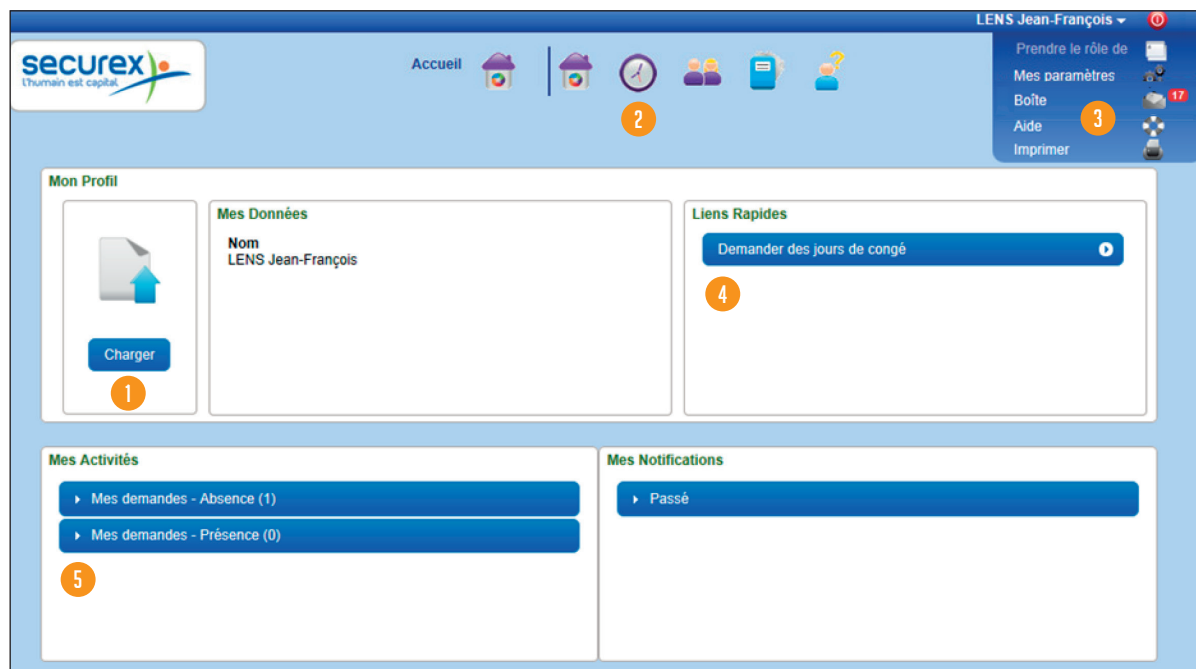 LENS Jean-François
securex
l'humain est capital
Accueil
Prendre le rôle de
Mes paramètres
Boîte
17
Aide
Imprimer
2
3
Mon Profil
Charger
1
Mes Données
Nom
LENS Jean-François
Liens Rapides
Demander des jours de congé
4
Mes Activités
Mes demandes - Absence (1)
Mes demandes - Présence (0)
5
Mes Notifications
Passé